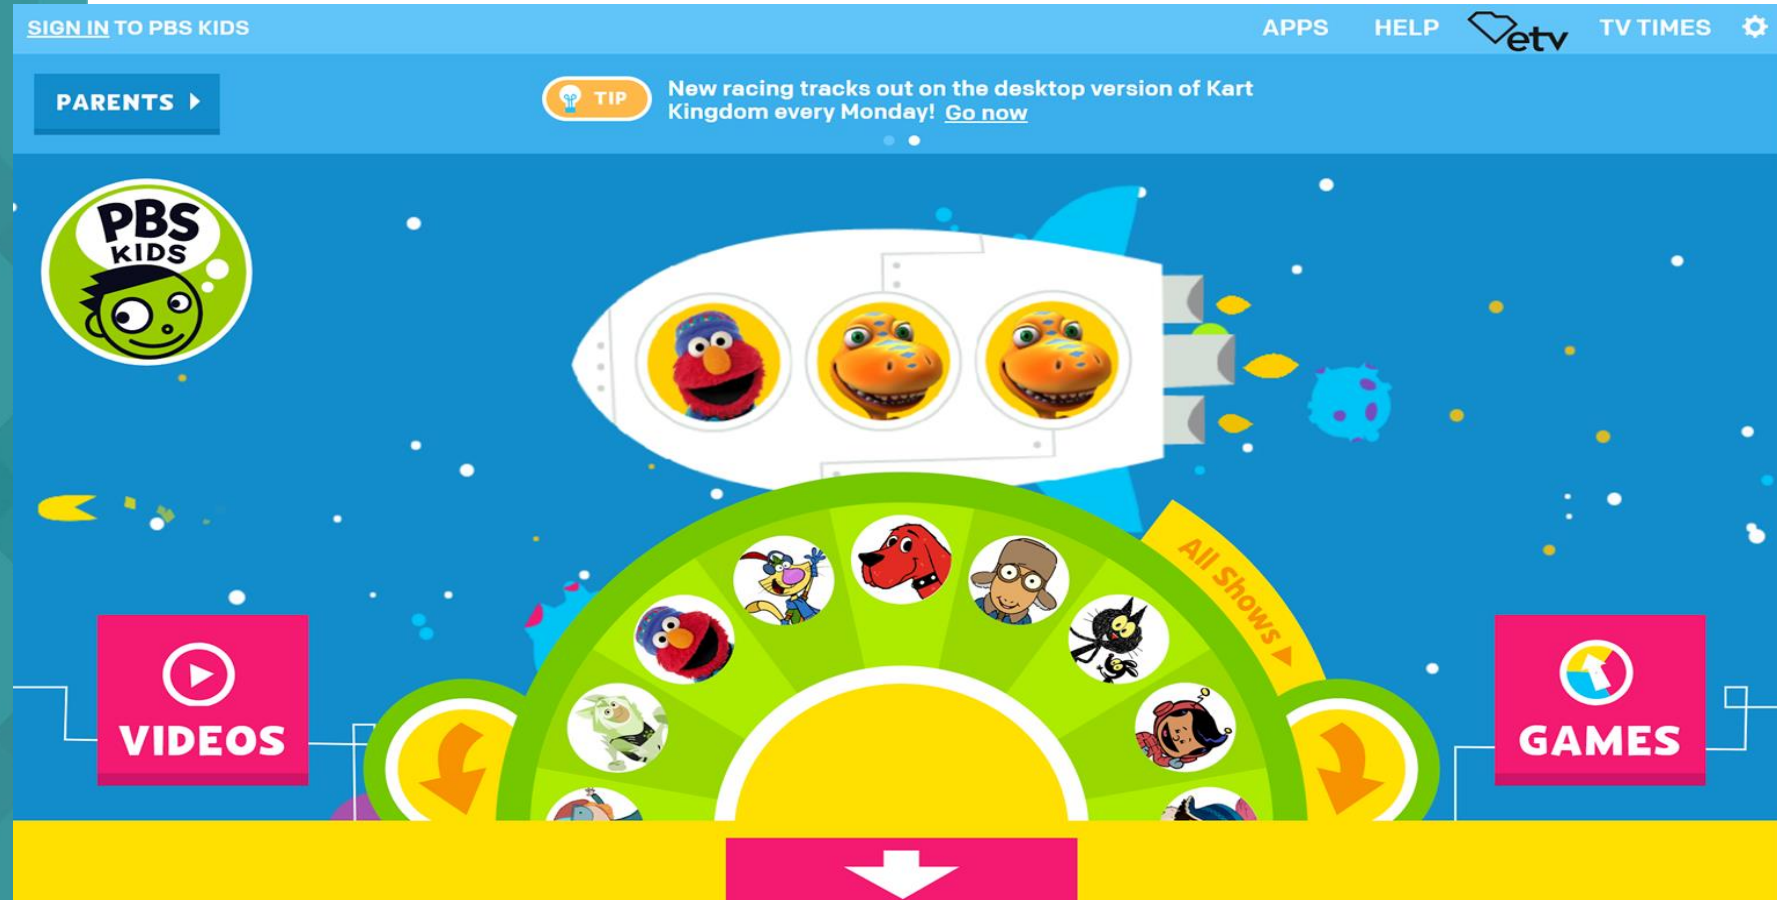 SIGN IN TO PBS KIDS
APPS
HELP
etv
TV TIMES
PARENTS
TIP
New racing tracks out on the desktop version of Kart
Kingdom every Monday! Go now
PBS
KIDS
All Shows
VIDEOS
GAMES